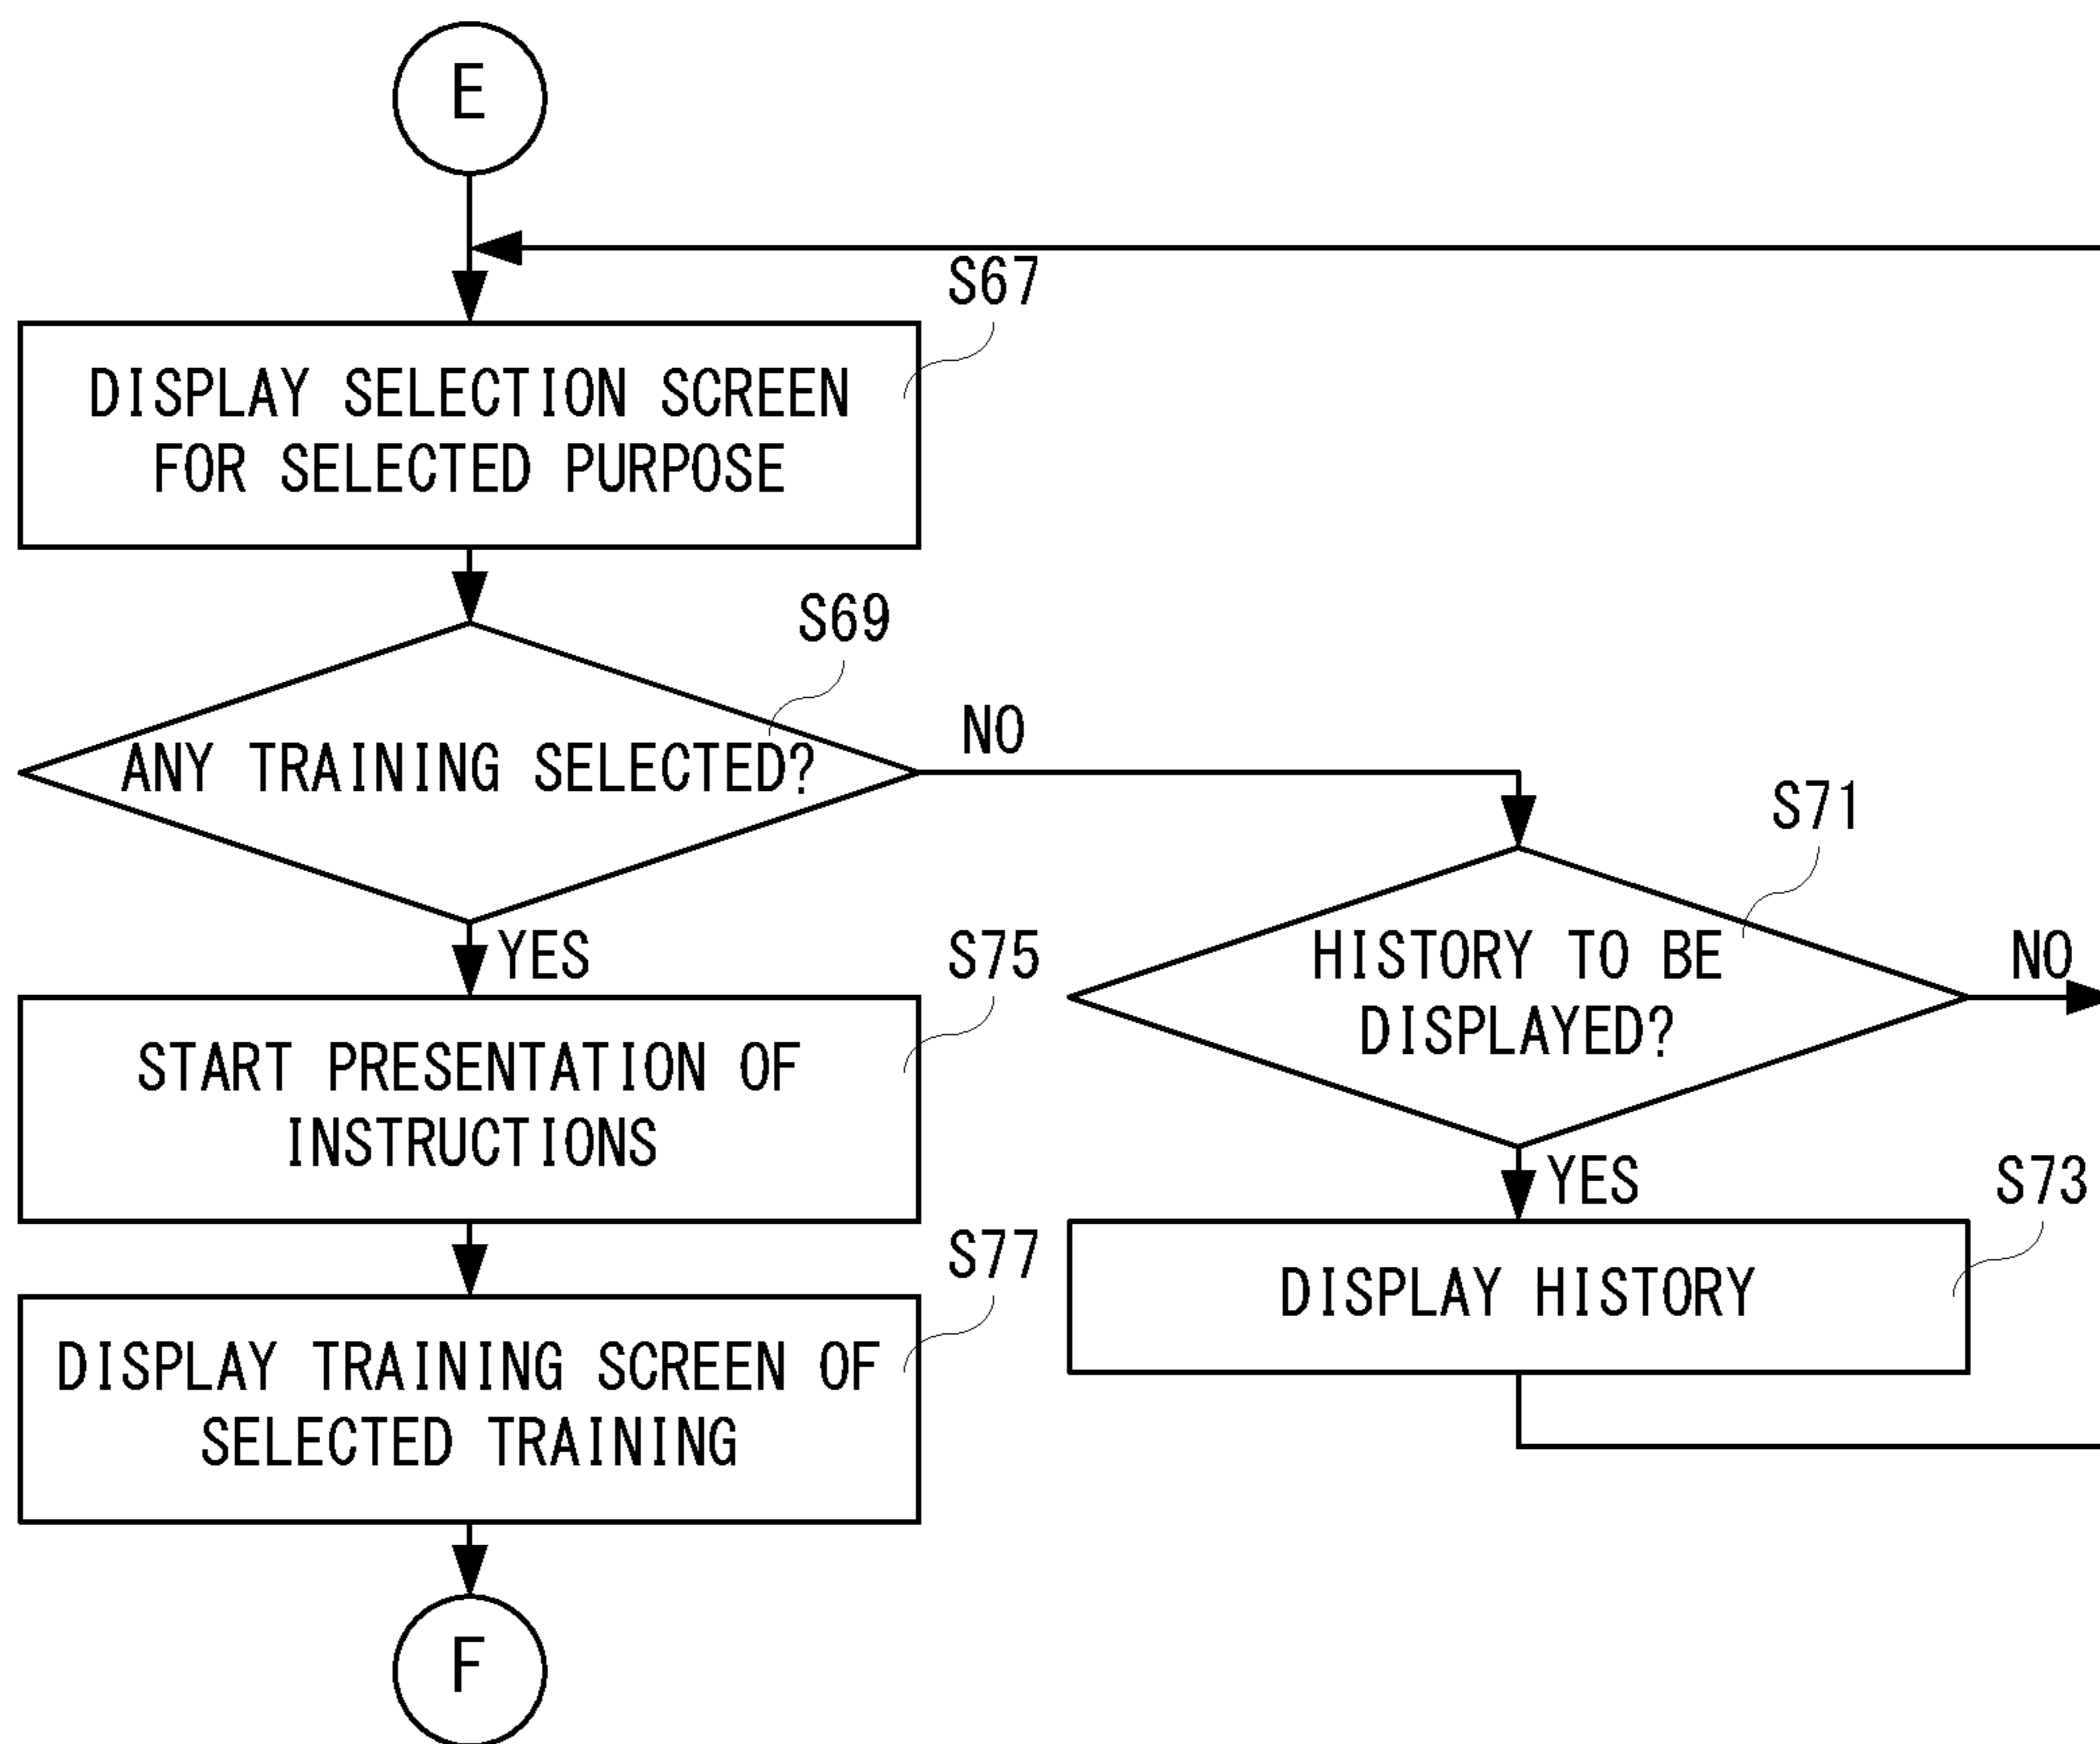 E
S67
DISPLAY SELECTION SCREEN
FOR SELECTED PURPOSE
S69
ANY TRAINING SELECTED?
NO
S71
HISTORY TO BE
DISPLAYED?
NO
YES
S75
START PRESENTATION OF
INSTRUCTIONS
YES
S73
DISPLAY HISTORY
S77
DISPLAY TRAINING SCREEN OF
SELECTED TRAINING
F